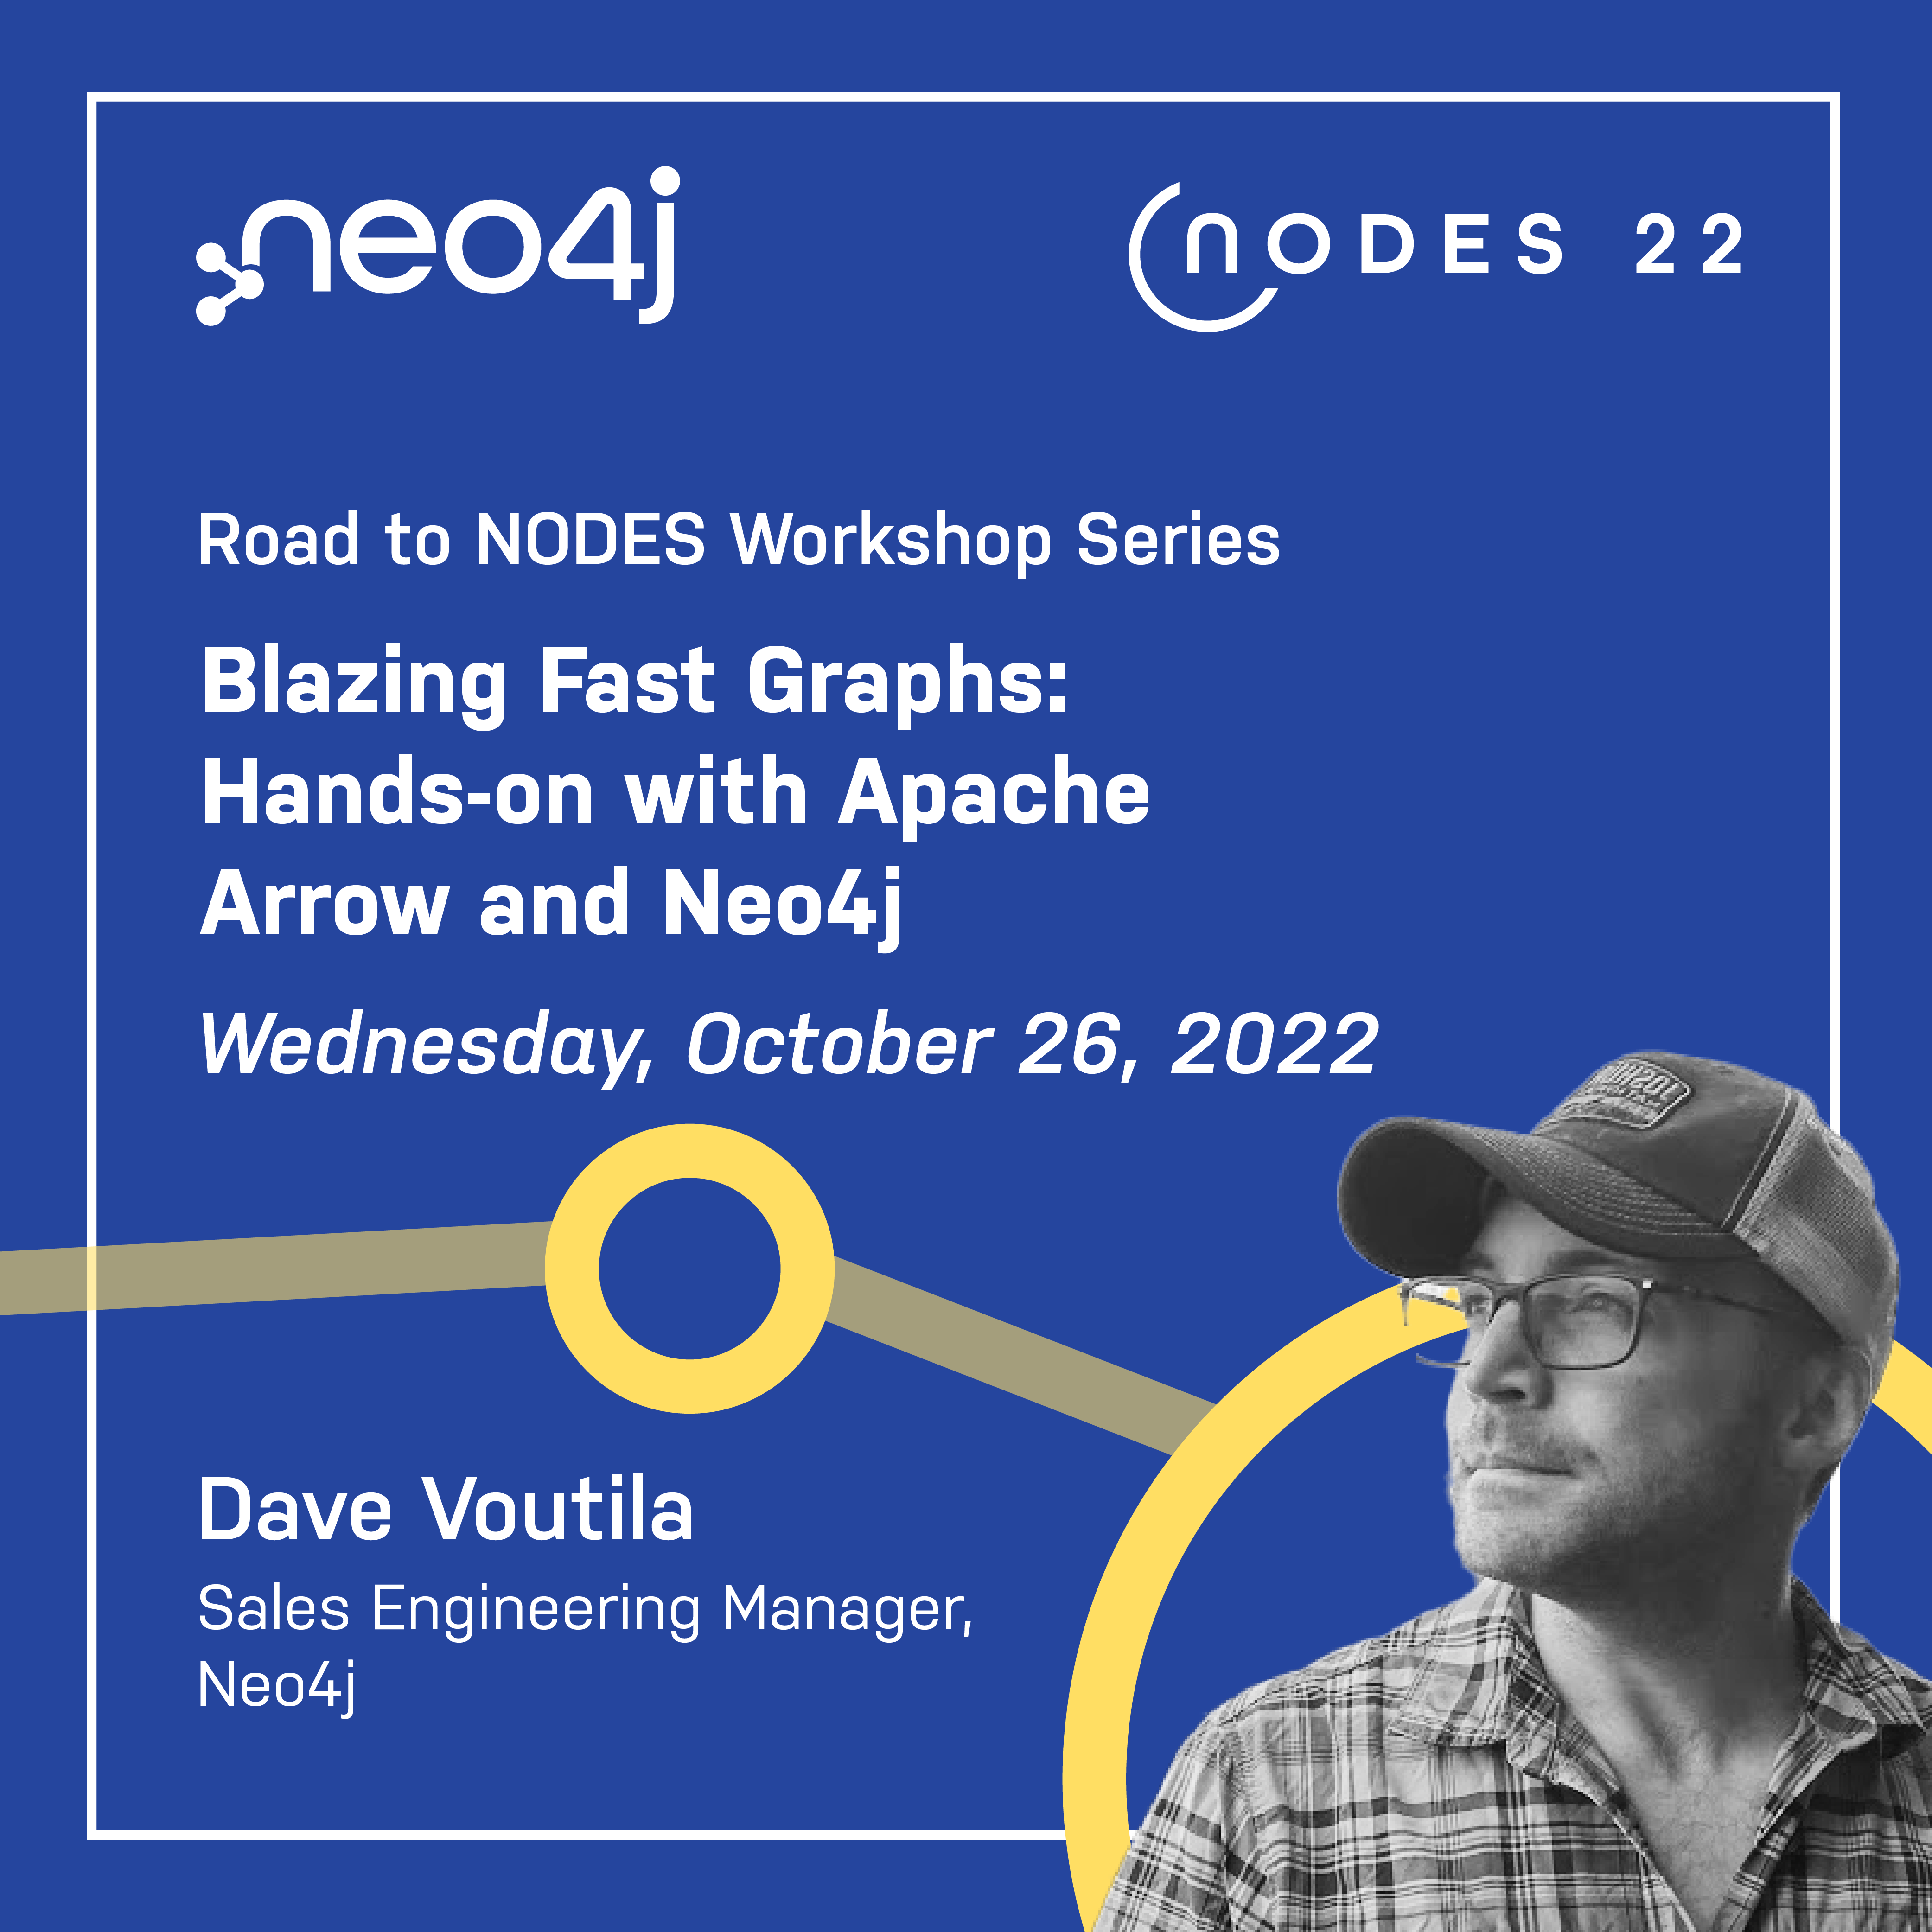 neo4j
NODES 22
Road to NODES Workshop Series
Blazing Fast Graphs:
Hands-on with Apache
Arrow and Neo4j
Wednesday, October 26, 2022
Dave Voutila
Sales Engineering Manager,
Neo4j